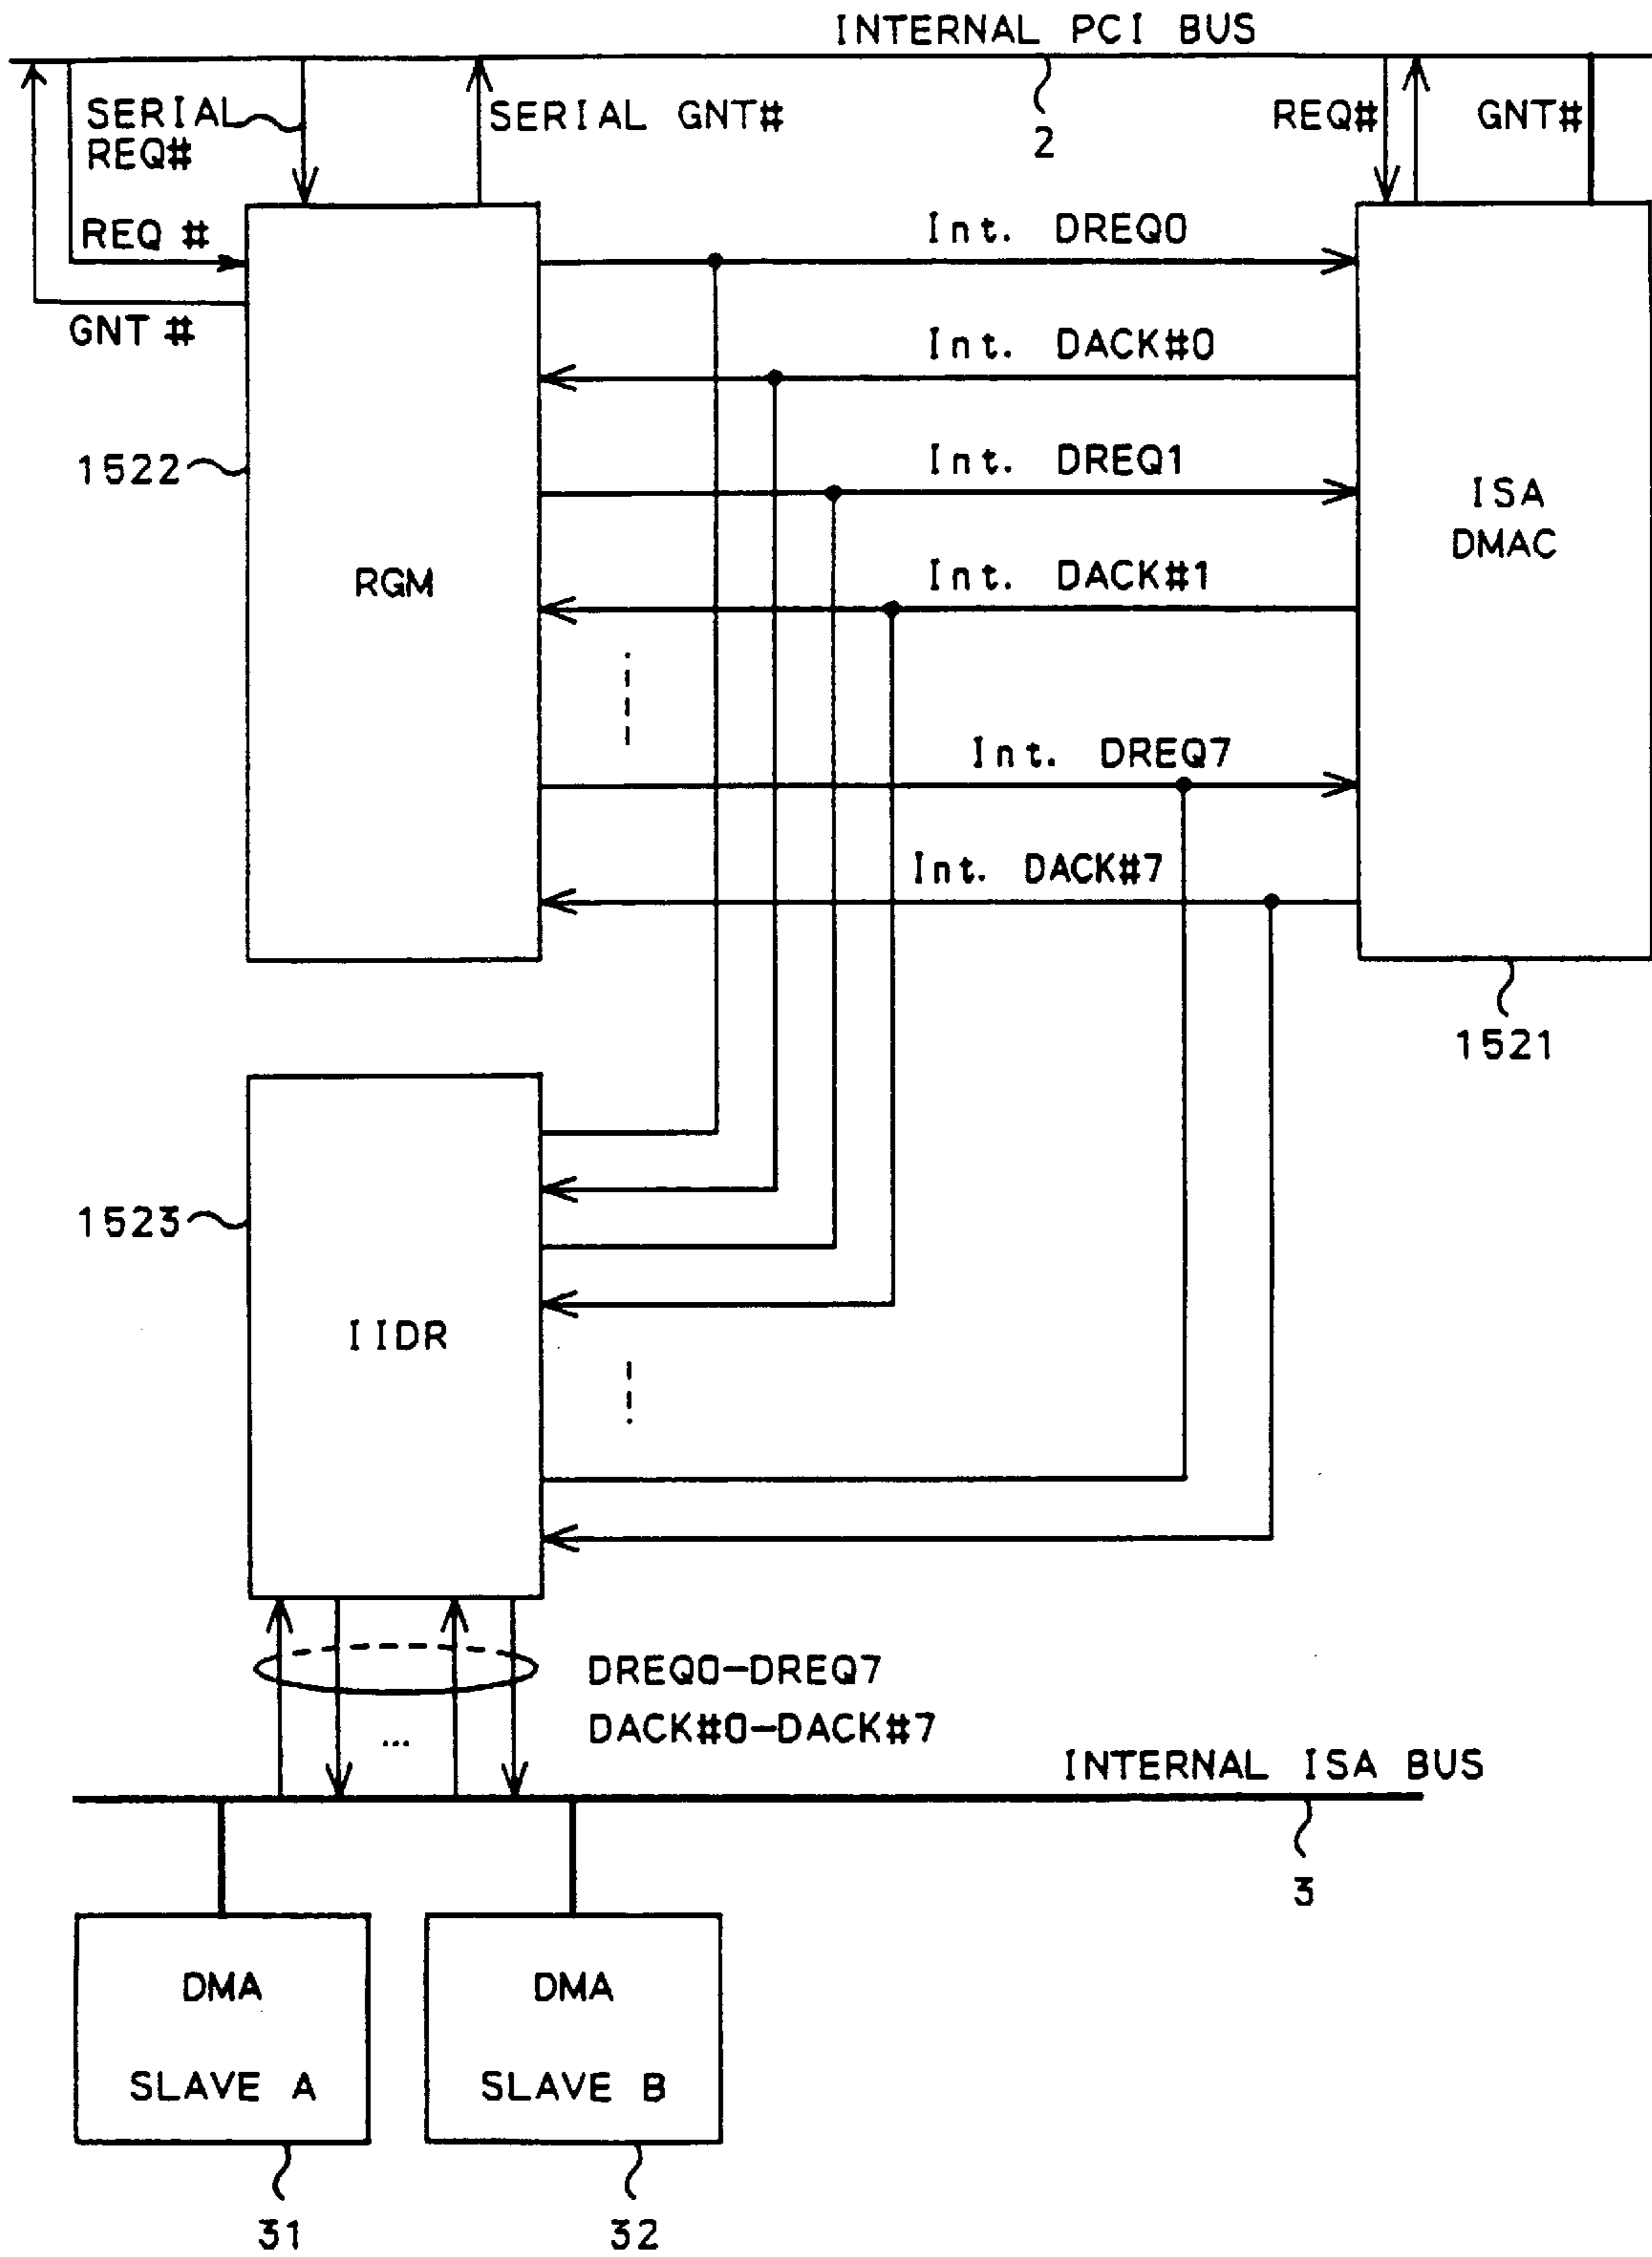 INTERNAL PCI BUS
2
SERIAL
REQ#
SERIAL GNT#
REQ#
GNT#
REQ #
GNT #
Int. DREQ0
Int. DACK#0
Int. DREQ1
Int. DACK#1
Int. DREQ7
Int. DACK#7
1522
RGM
ISA
DMAC
1521
1523
IIDR
DREQ0-DREQ7
DACK#0-DACK#7
...
INTERNAL ISA BUS
3
DMA
SLAVE A
DMA
SLAVE B
31
32